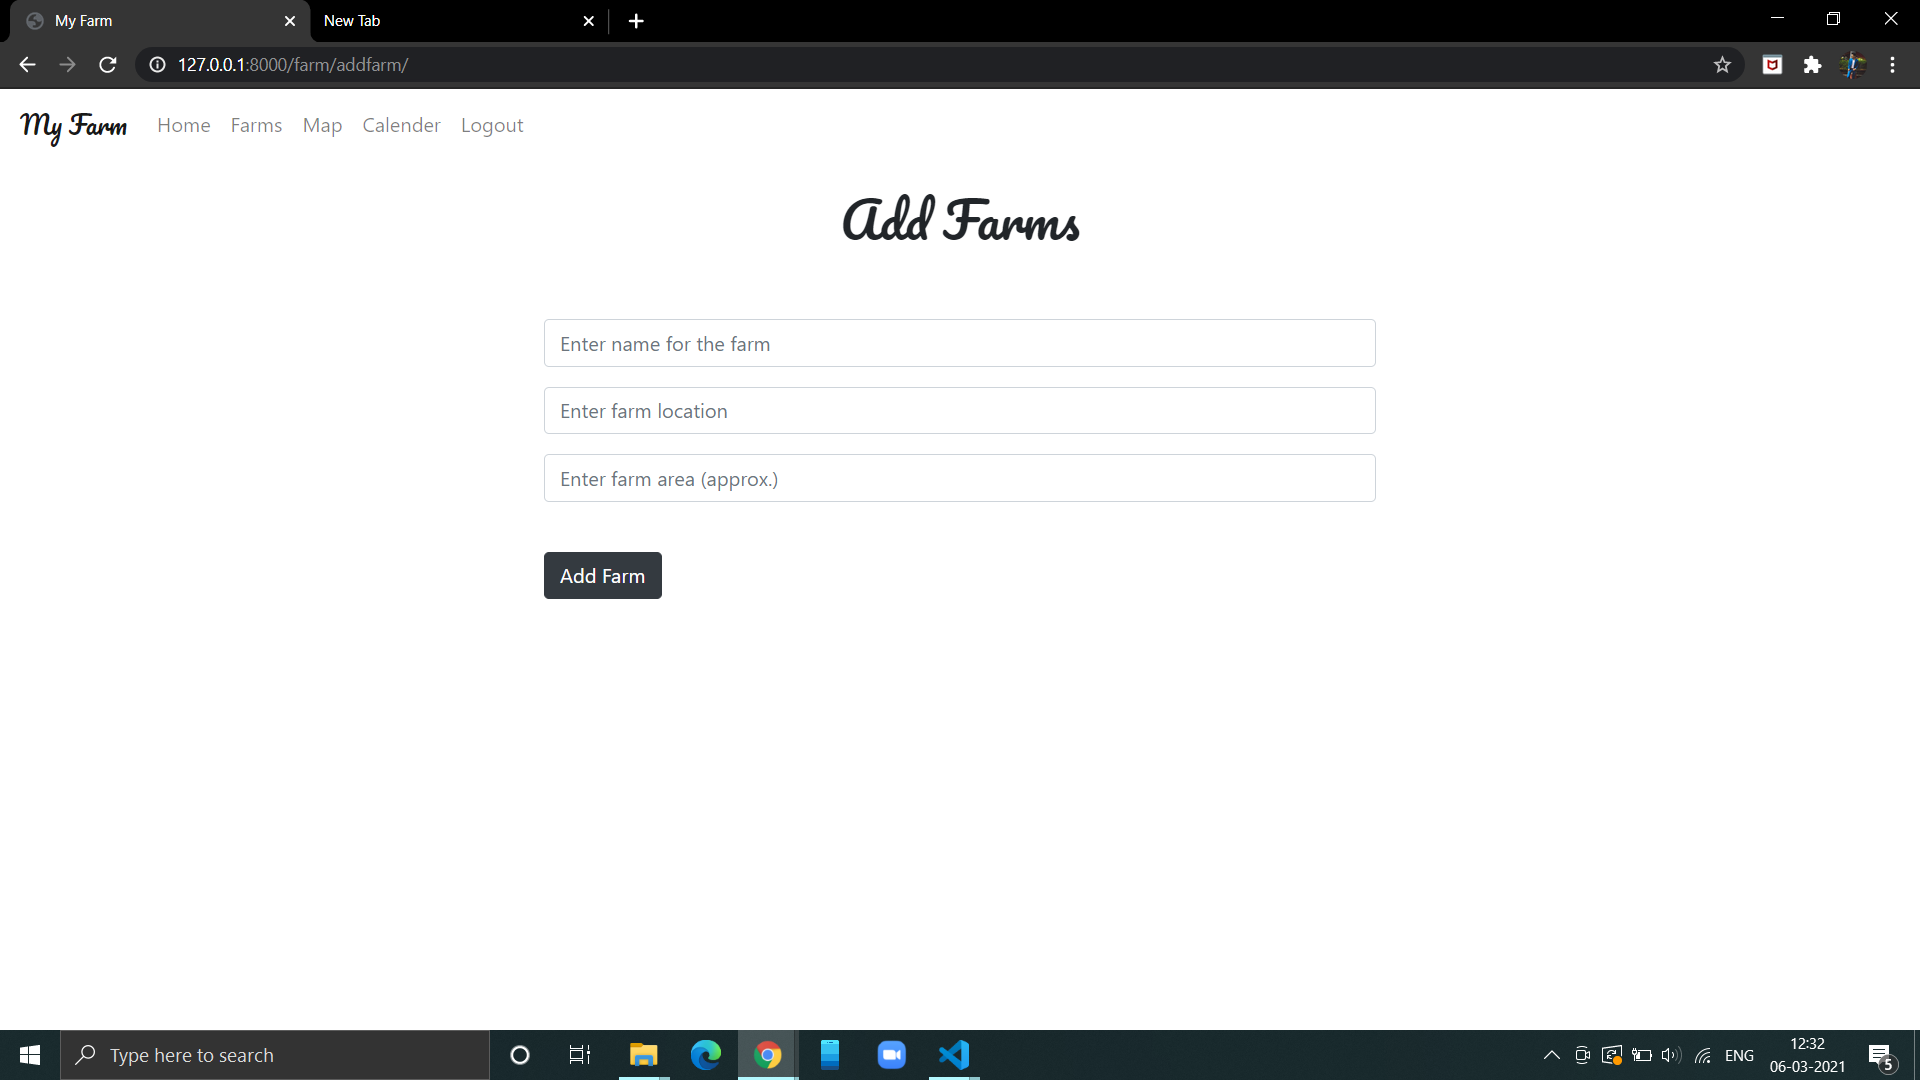 My Farm
New Tab
127.0.0.1:8000/farm/addfarm/
My Farm Home Farms Map Calender Logout
Add Farms
Enter name for the farm
Enter farm location
Enter farm area (approx.)
Add Farm
Type here to search
ENG
12:32
06-03-2021
5